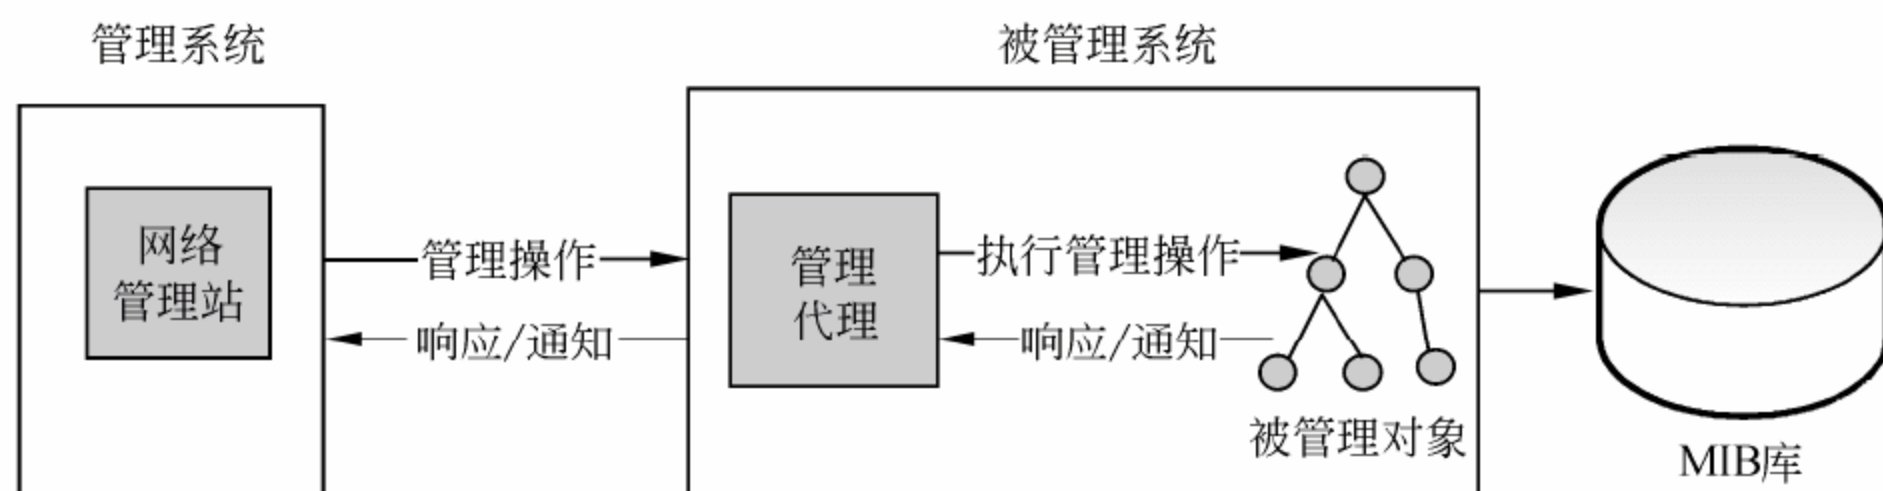 管理系统
被管理系统
网络
管理站
管理操作
响应/通知
管理
代理
执行管理操作
响应/通知
被管理对象
MIB库